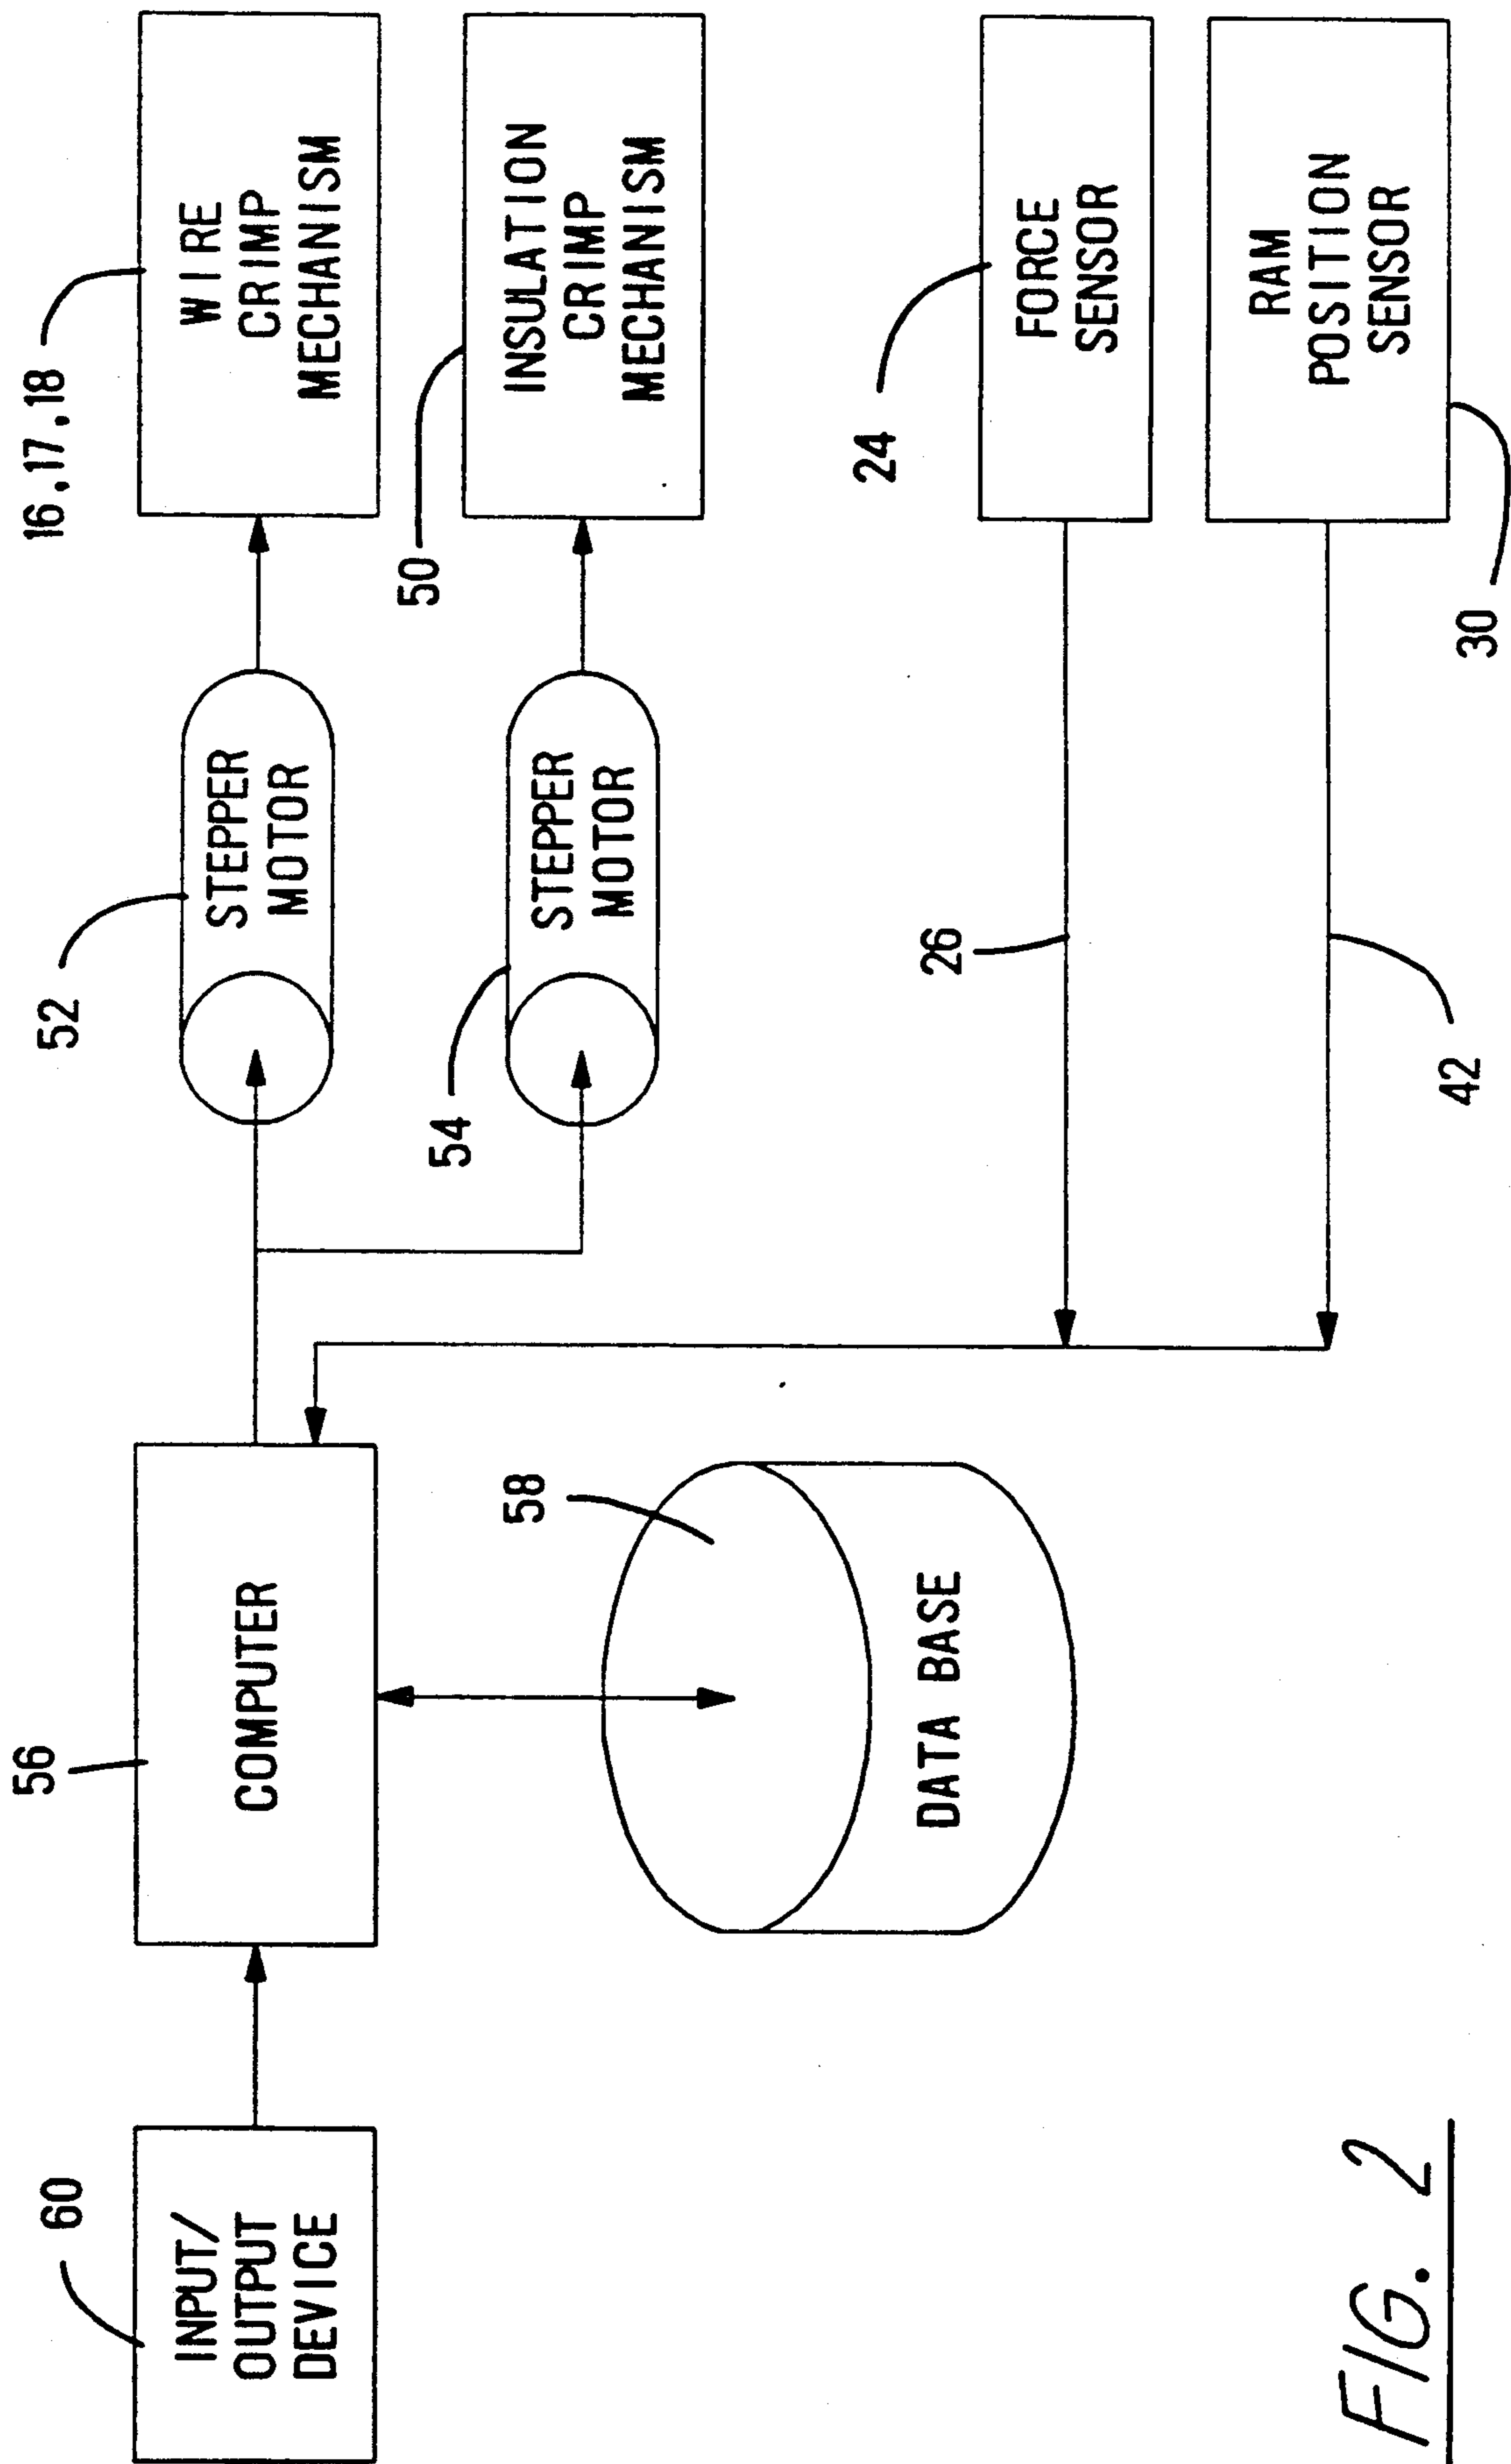 60
INPUT/
OUTPUT
DEVICE
56
COMPUTER
58
DATA BASE
52
STEPPER
MOTOR
54
STEPPER
MOTOR
16,17,18
WIRE
CRIMP
MECHANISM
50
INSULATION
CRIMP
MECHANISM
26
24
FORCE
SENSOR
42
30
RAM
POSITION
SENSOR
FIG. 2